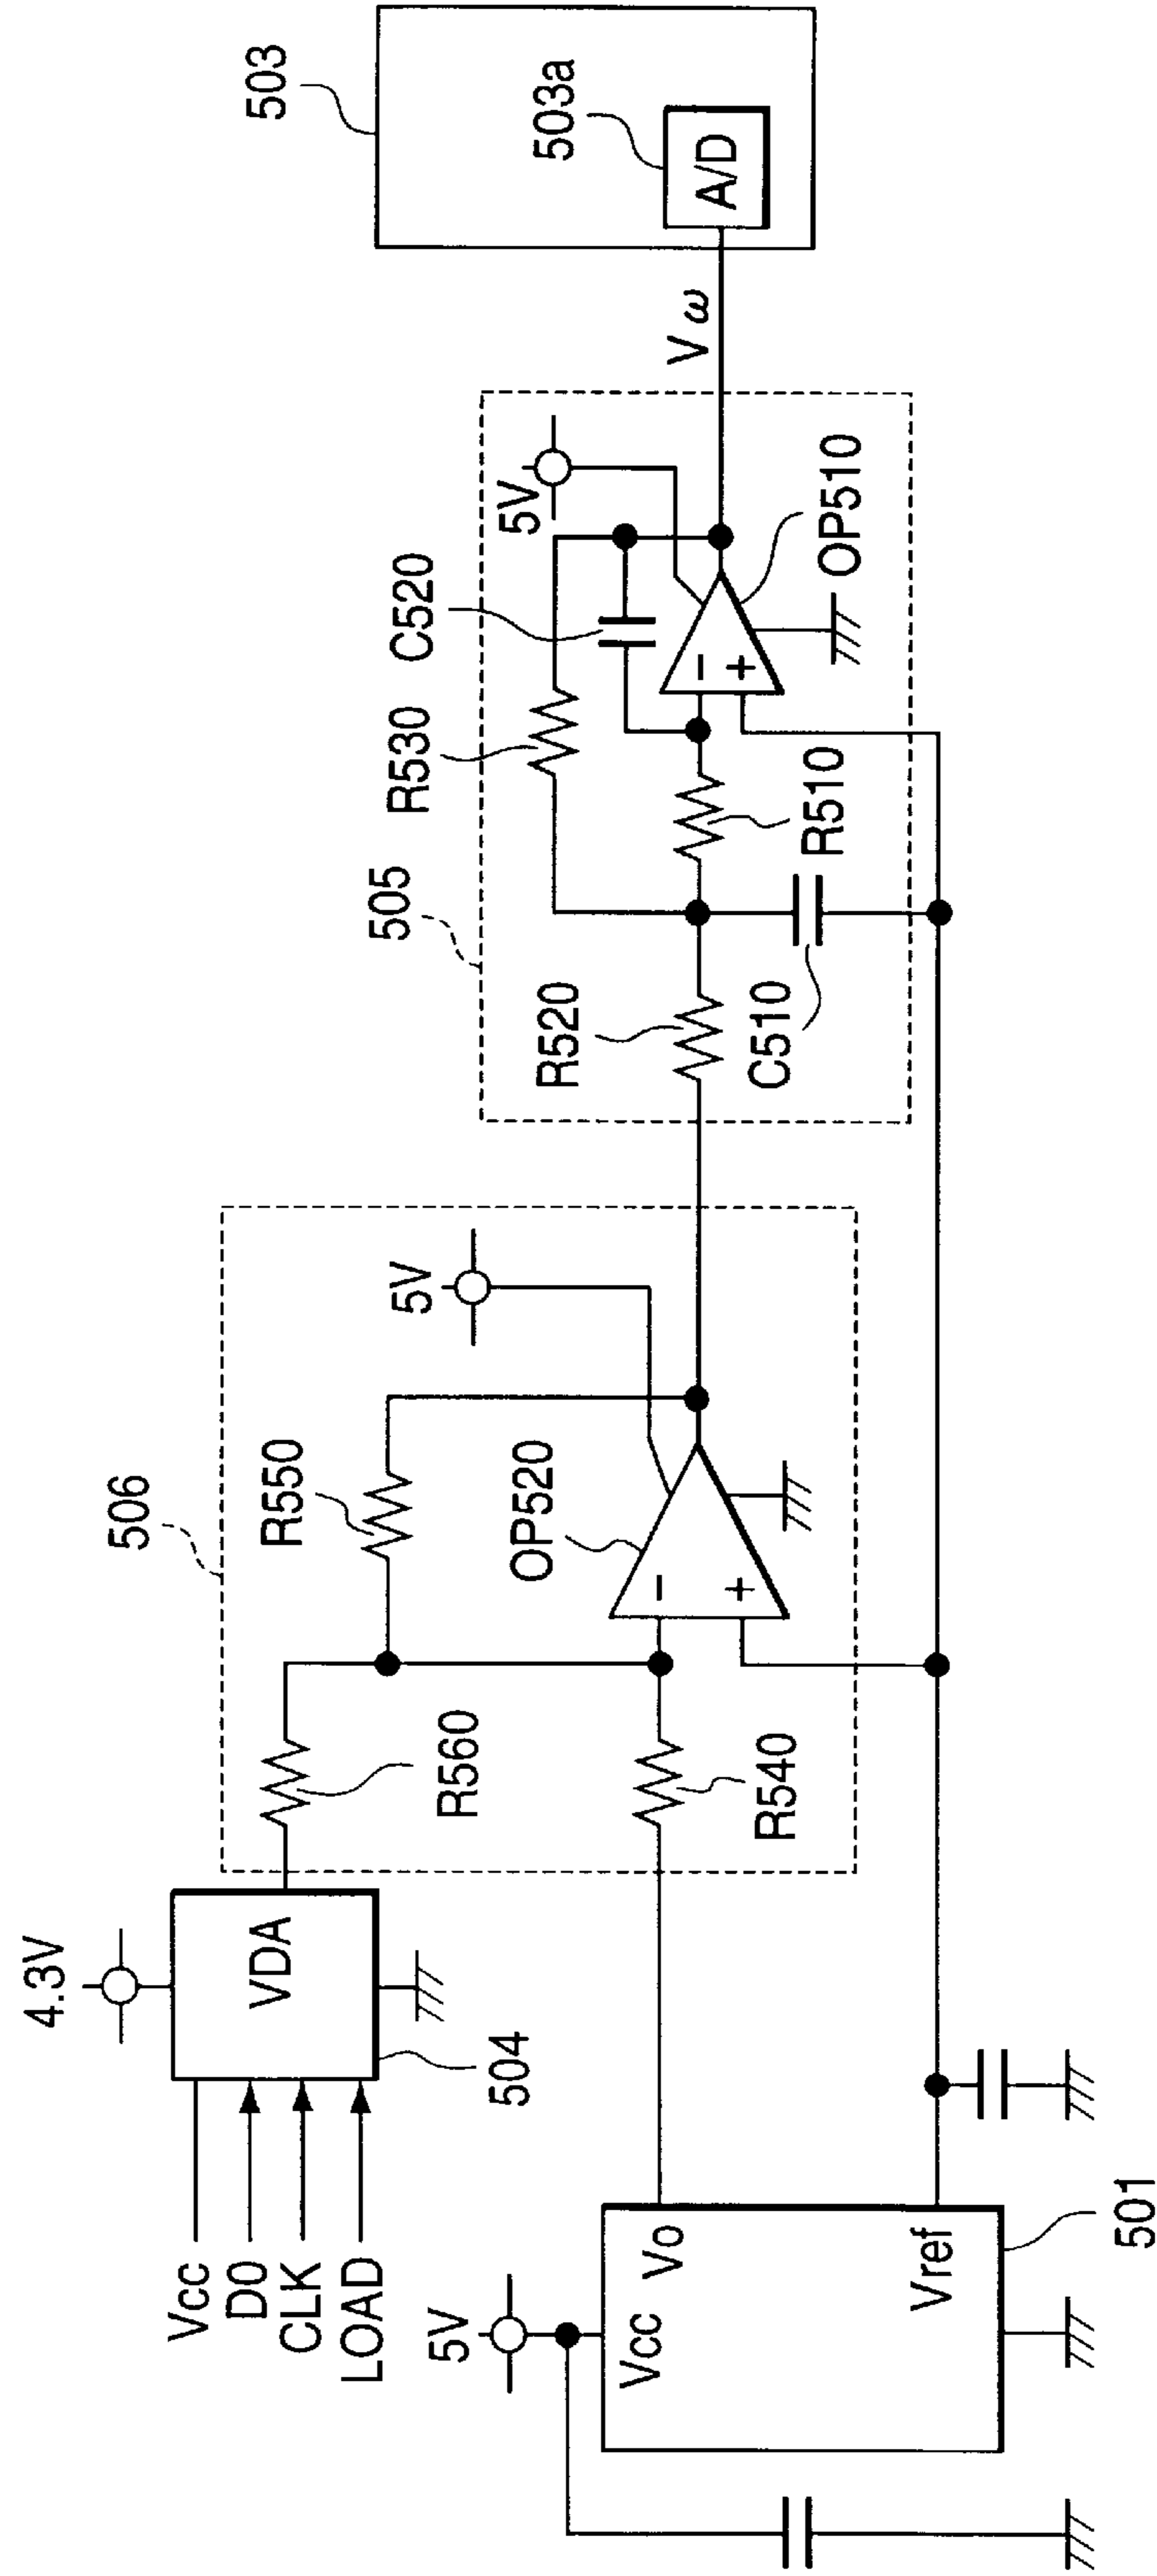 4.3V
VDA
504
Vcc
D0
CLK
LOAD
506
R560
R550
R540
OP520
−
+
5V
5V
Vcc
Vo
Vref
501
505
R520
C510
R530
R510
C520
−
+
5V
OP510
Vω
503
503a
A/D